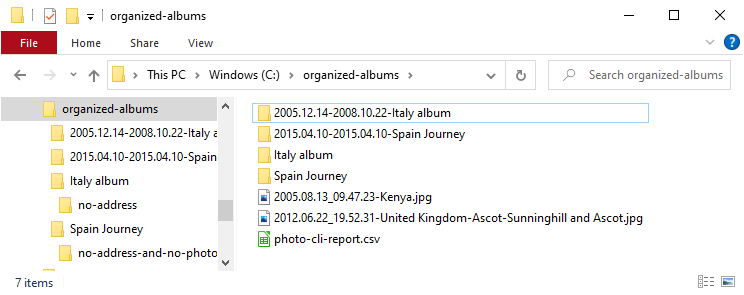 organized-albums
File Home Share View
This PC Windows (C:) organized-albums Search organized-albums
organized-albums
2005.12.14-2008.10.22-Italy a
2015.04.10-2015.04.10-Spain
Italy album
no-address
Spain Journey
no-address-and-no-photo
2005.12.14-2008.10.22-Italy album
2015.04.10-2015.04.10-Spain Journey
Italy album
Spain Journey
2005.08.13_09.47.23-Kenya.jpg
2012.06.22_19.52.31-United Kingdom-Ascot-Sunninghill and Ascot.jpg
photo-cli-report.csv
7 items